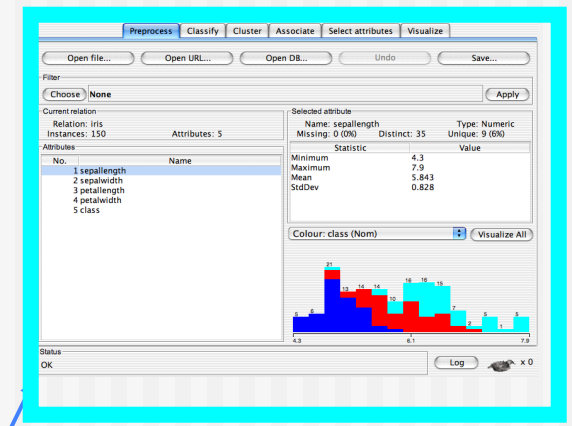 Preprocess Classify Cluster Associate Select attributes Visualize
Open file... Open URL... Open DB... Undo Save...
Filter
Choose None Apply
Current relation
Relation: iris
Instances: 150 Attributes: 5
Attributes
No. Name
1 sepallength
2 sepalwidth
3 petallength
4 petalwidth
5 class
Selected attribute
Name: sepallength Type: Numeric
Missing: 0 (0%) Distinct: 35 Unique: 9 (6%)
Statistic Value
Minimum 4.3
Maximum 7.9
Mean 5.843
StdDev 0.828
Colour: class (Nom) Visualize All
21
16 16 15
13 14 14
10
5 6 7 2 5 1 5
4.3 6.1 7.9
Status
OK Log x 0